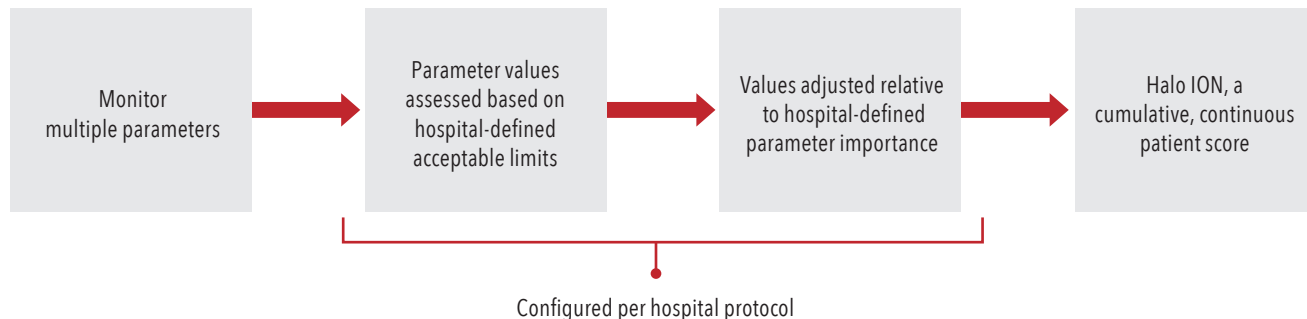 Monitor
multiple parameters
Parameter values
assessed based on
hospital-defined
acceptable limits
Values adjusted relative
to hospital-defined
parameter importance
Halo ION, a
cumulative, continuous
patient score
Configured per hospital protocol